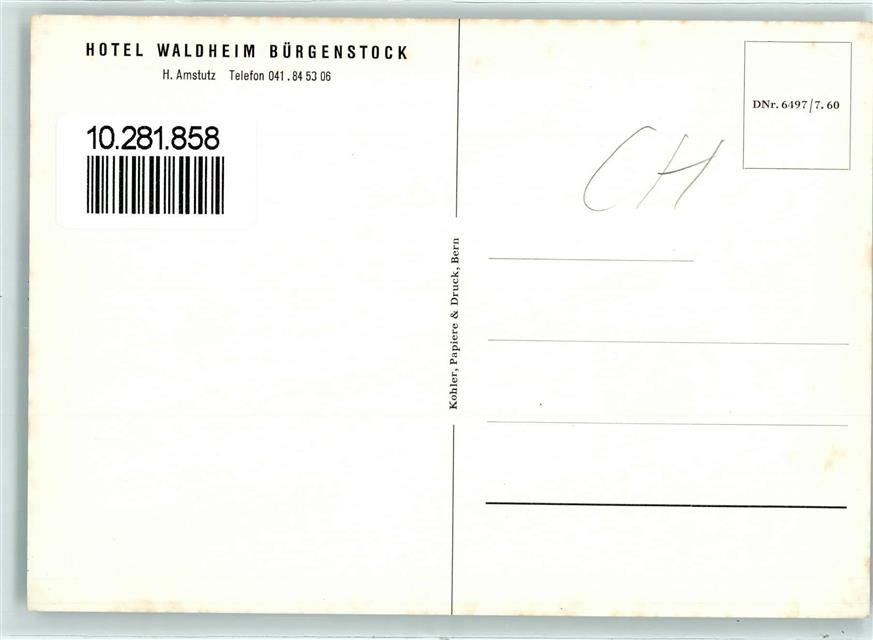 HOTEL WALDHEIM BÜRGENSTOCK
H. Amstutz Telefon 041.84 53 06
10.281.858
Kohler, Papiere & Druck, Bern
DNr. 6497/7.60
CH